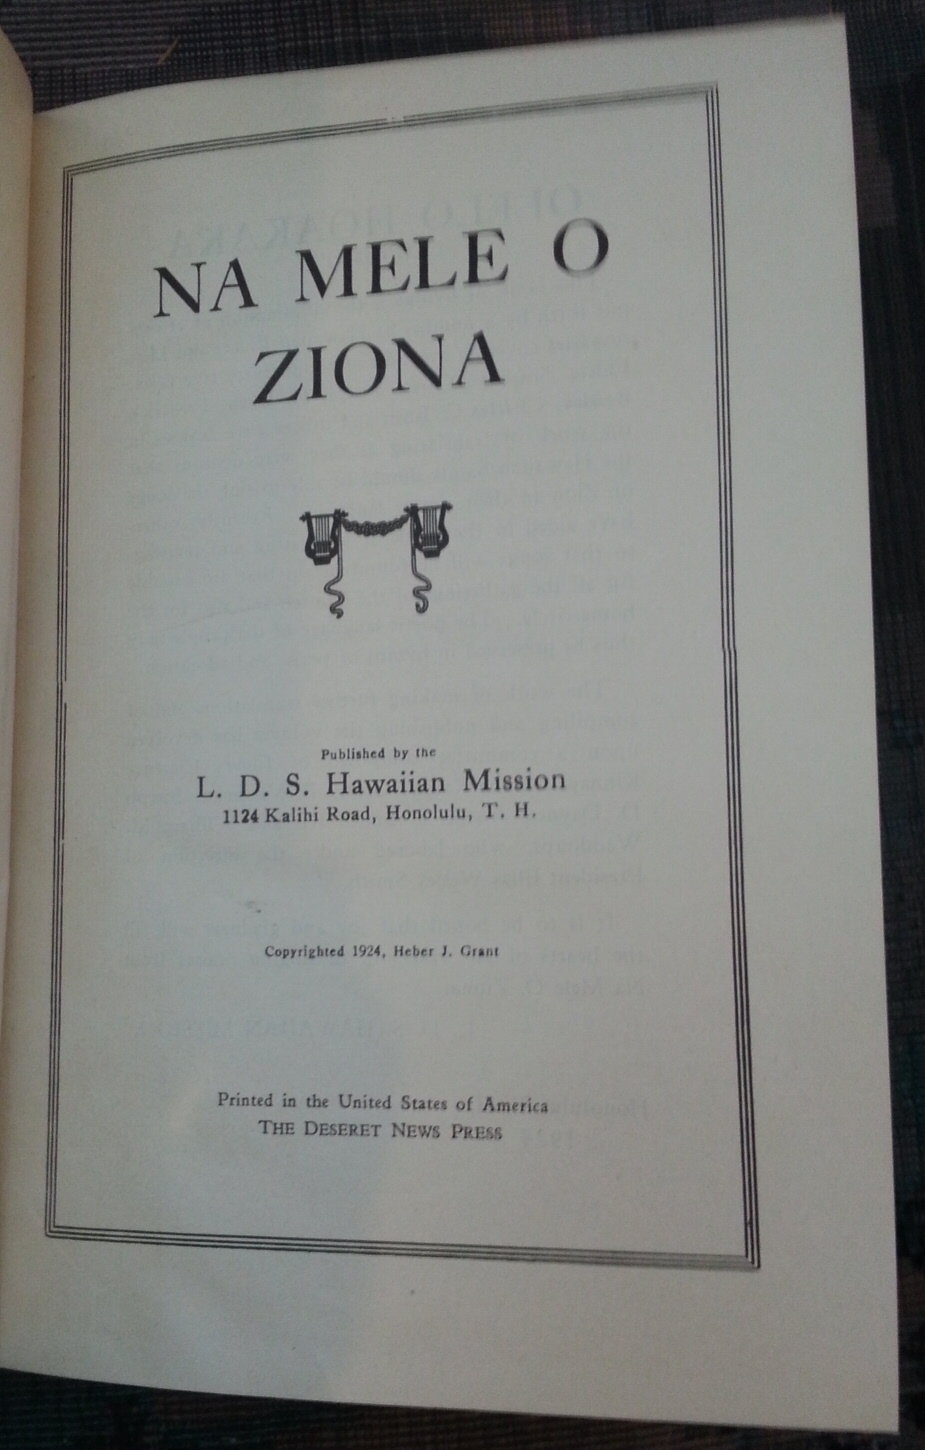 NA MELE O
ZIONA
Published by the
L. D. S. Hawaiian Mission
1124 Kalihi Road, Honolulu, T. H.
Copyrighted 1924, Heber J. Grant
Printed in the United States of America
THE DESERET NEWS PRESS